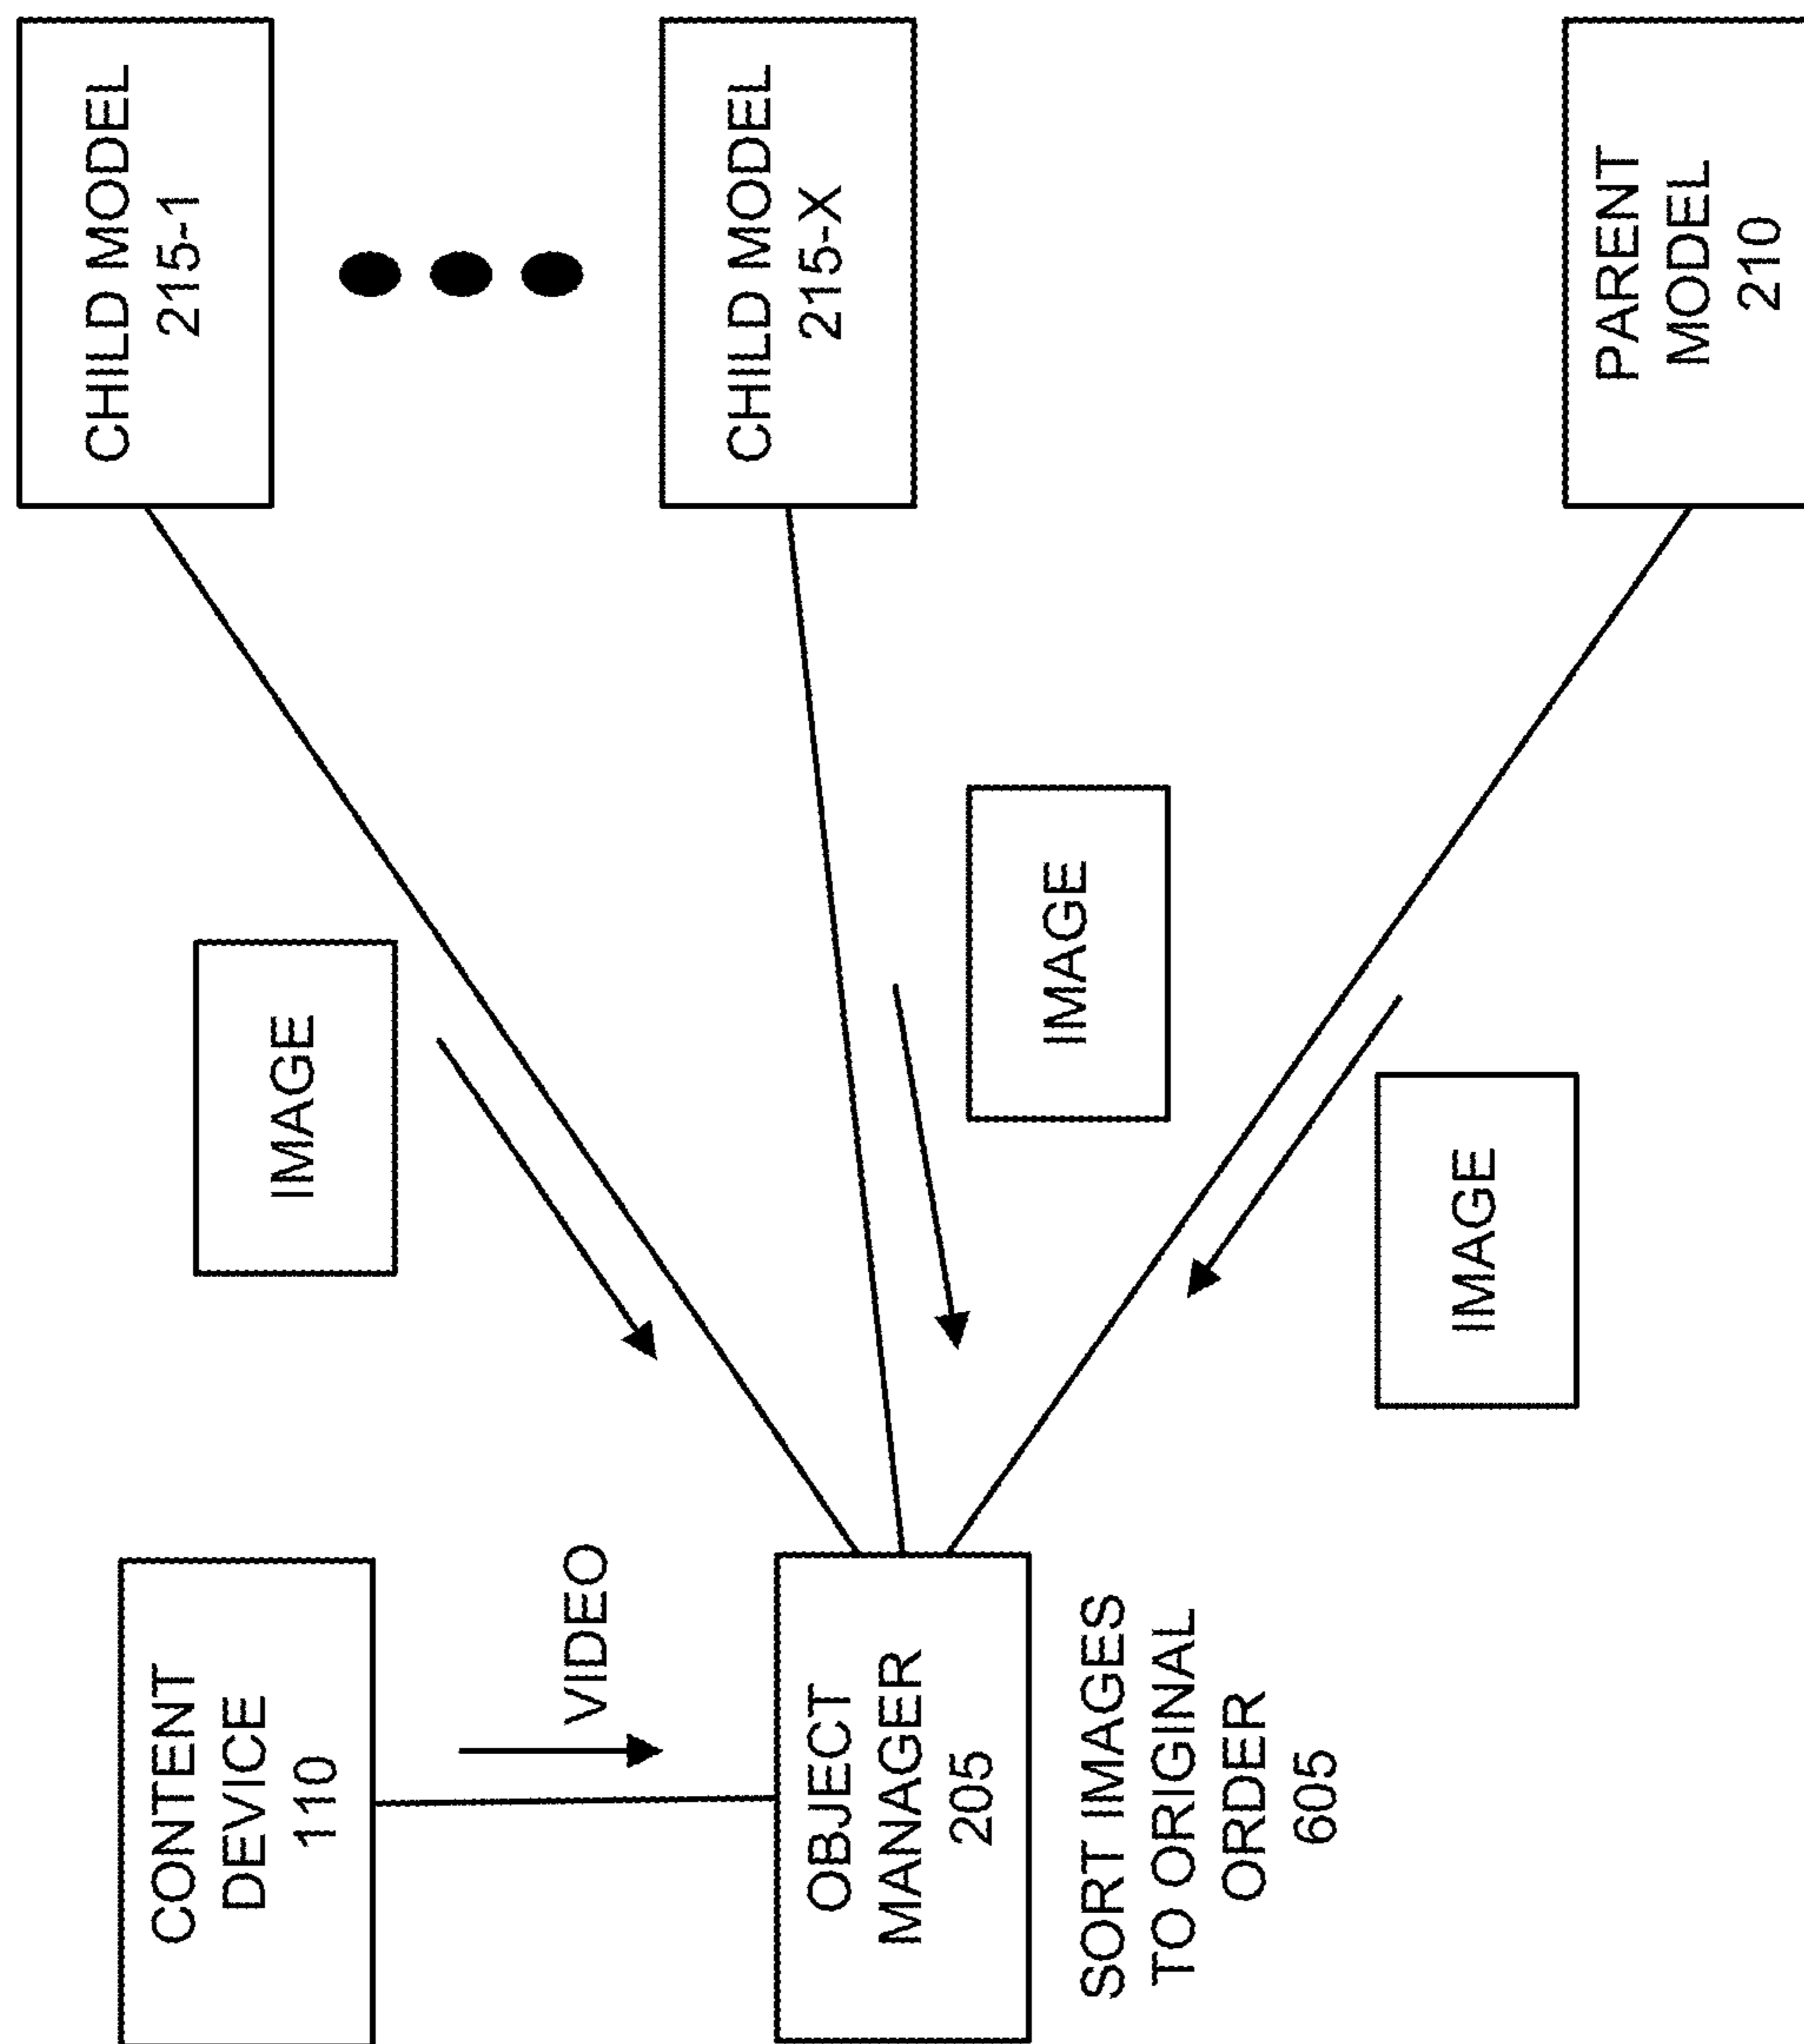 CONTENT
DEVICE
110
VIDEO
OBJECT
MANAGER
205
SORT IMAGES
TO ORIGINAL
ORDER
605
IMAGE
IMAGE
IMAGE
CHILD MODEL
215-1
CHILD MODEL
215-X
PARENT
MODEL
210